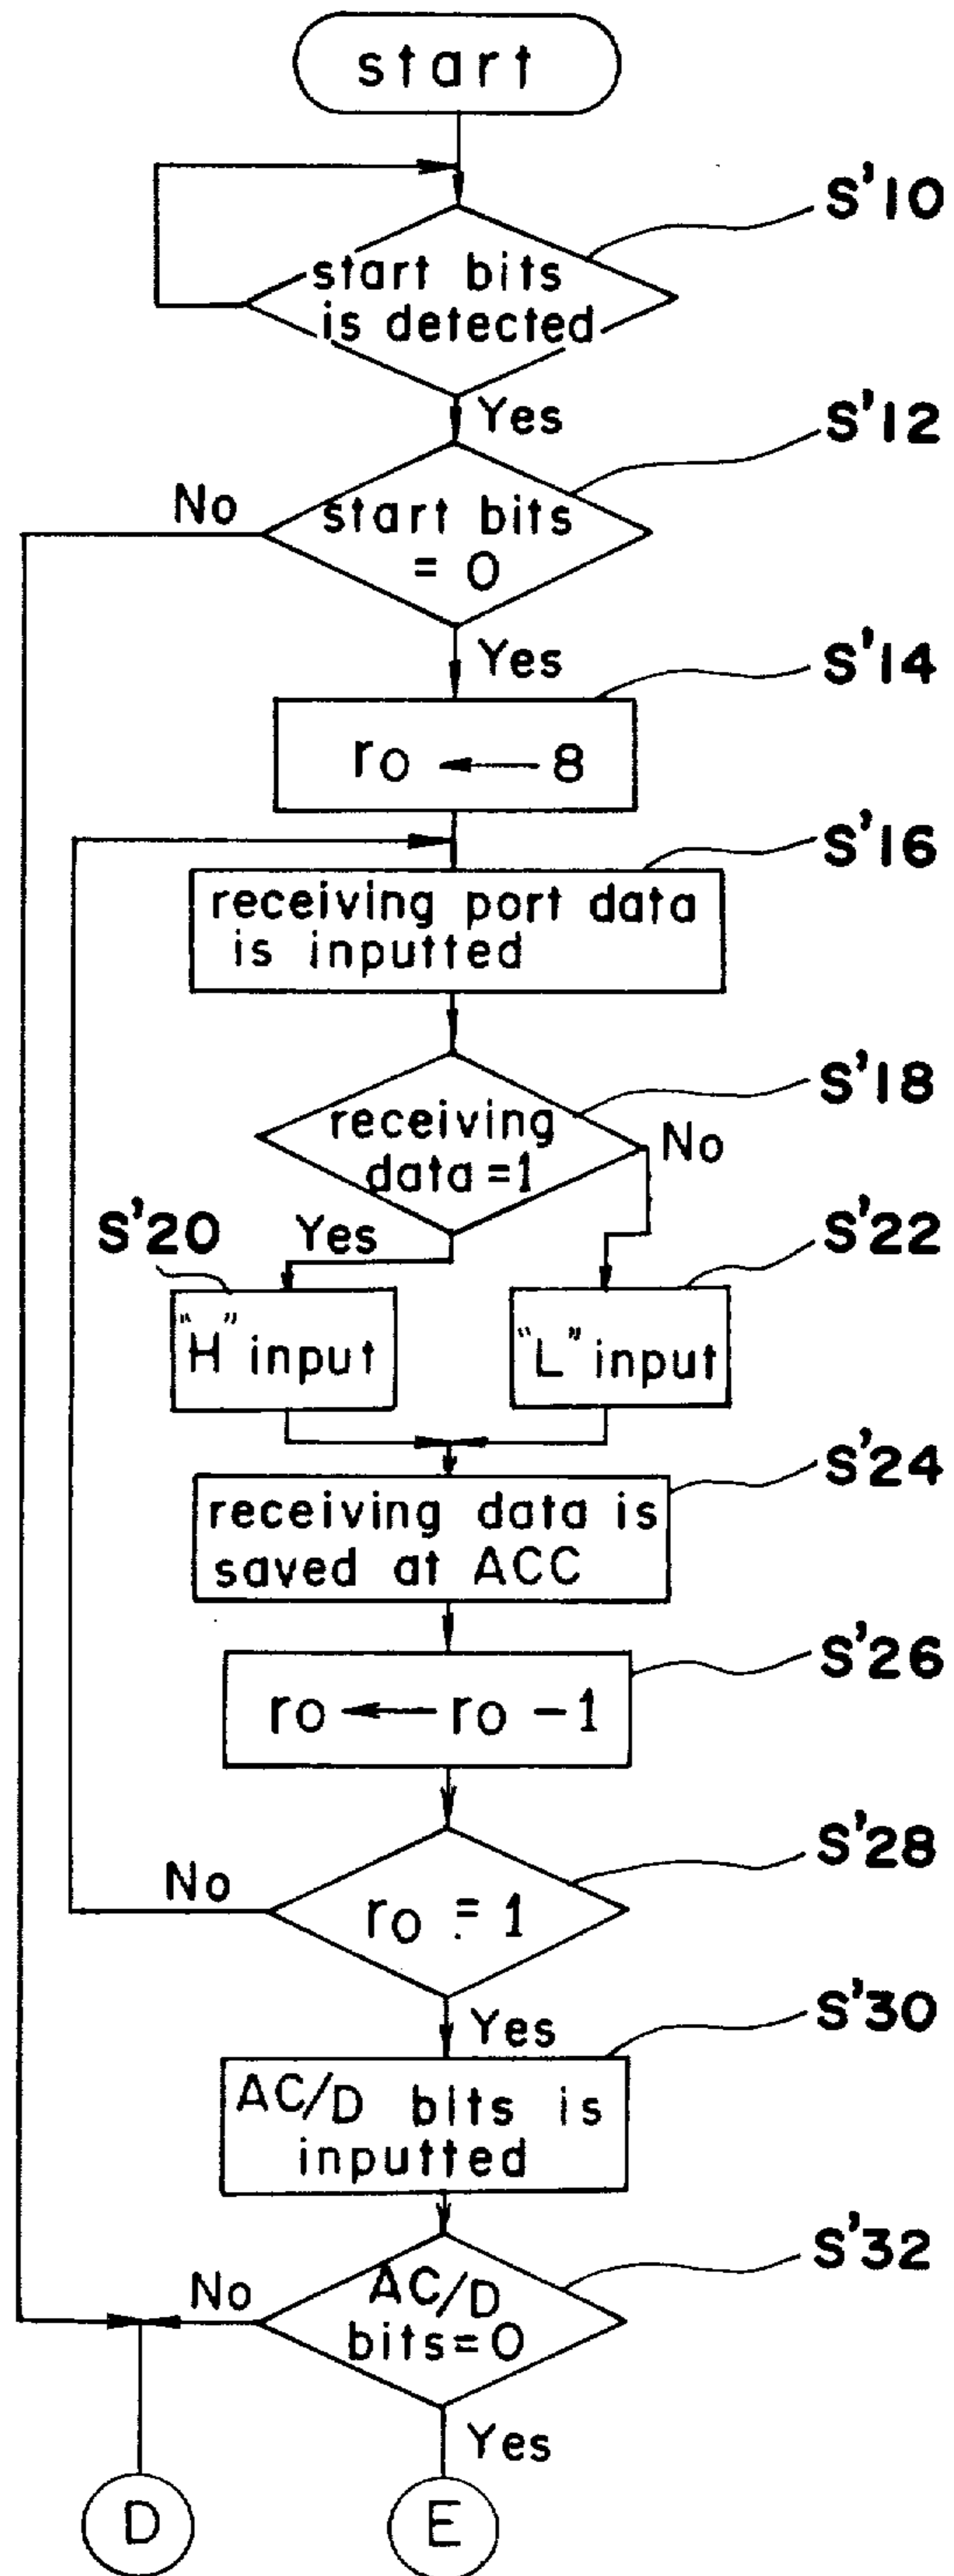 start
S'10
start bits
is detected
Yes
S'12
No
start bits
= 0
Yes
S'14
ro ← 8
S'16
receiving port data
is inputted
S'18
receiving
data=1
No
S'20
Yes
S'22
"H" input
"L" input
S'24
receiving data is
saved at ACC
S'26
ro ← ro -1
S'28
No
ro = 1
S'30
Yes
AC/D bits is
inputted
S'32
No
AC/D
bits=0
Yes
D
E